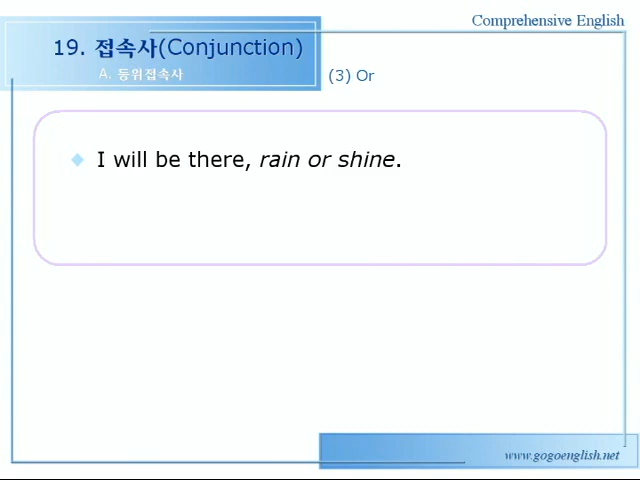 Comprehensive English
19. 접속사(Conjunction)
A. 등위접속사
(3) Or
I will be there, rain or shine.
www.gogoenglish.net